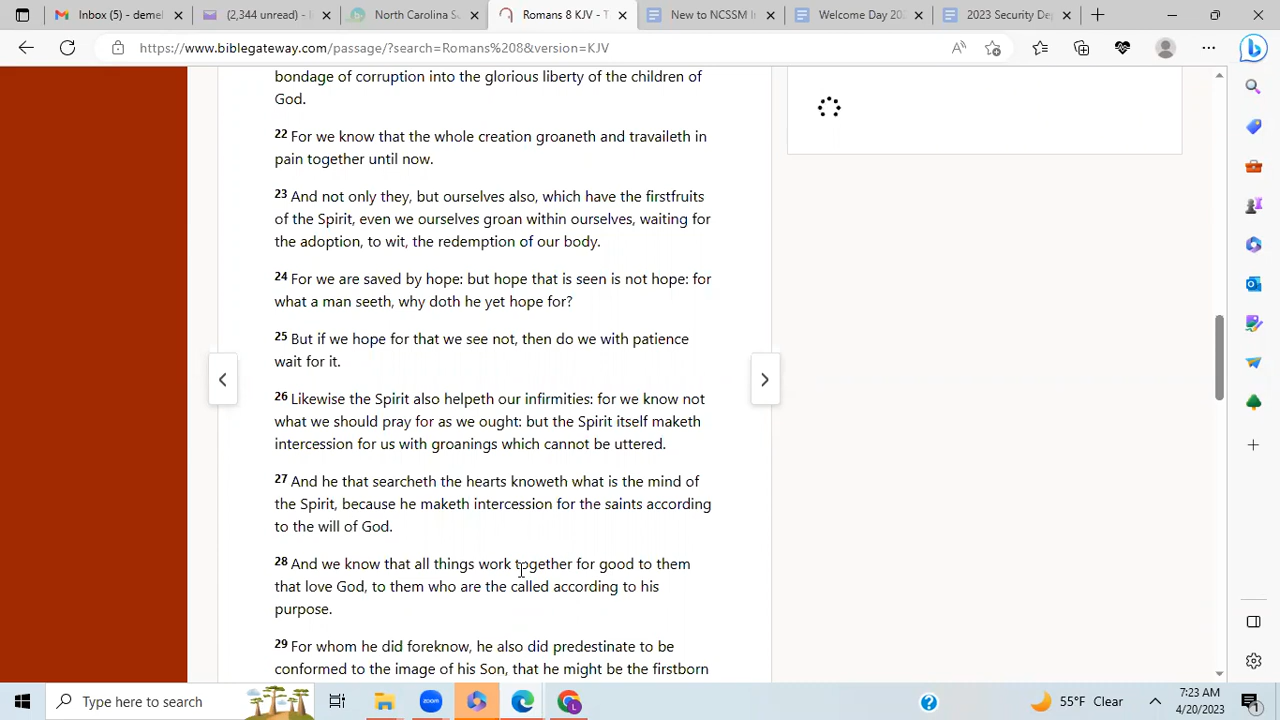 Inbox (5) - demel
(2,344 unread) - l
North Carolina Su
Romans 8 KJV - T
New to NCSSM In
Welcome Day 202
2023 Security Dep
https://www.biblegateway.com/passage/?search=Romans%208&version=KJV
bondage of corruption into the glorious liberty of the children of
God.
22 For we know that the whole creation groaneth and travaileth in
pain together until now.
23 And not only they, but ourselves also, which have the firstfruits
of the Spirit, even we ourselves groan within ourselves, waiting for
the adoption, to wit, the redemption of our body.
24 For we are saved by hope: but hope that is seen is not hope: for
what a man seeth, why doth he yet hope for?
25 But if we hope for that we see not, then do we with patience
wait for it.
26 Likewise the Spirit also helpeth our infirmities: for we know not
what we should pray for as we ought: but the Spirit itself maketh
intercession for us with groanings which cannot be uttered.
27 And he that searcheth the hearts knoweth what is the mind of
the Spirit, because he maketh intercession for the saints according
to the will of God.
28 And we know that all things work together for good to them
that love God, to them who are the called according to his
purpose.
29 For whom he did foreknow, he also did predestinate to be
conformed to the image of his Son, that he might be the firstborn
Type here to search
zoom
55°F Clear
7:23 AM
4/20/2023